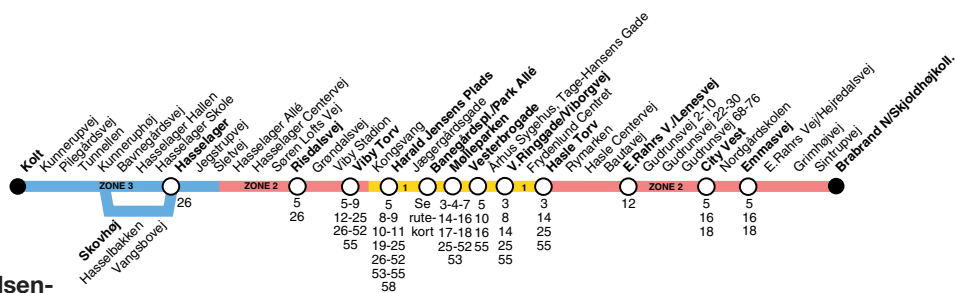 Kolt
Kunnerupvej
Pilegårdsvej
Tunnellen
Kunneruphøj
Bavnegårdsvej
Hasselager Hallen
Hasselager Skole
Hasselager
Jegstrupvej
Sletvej
Hasselager Allé
Hasselager Centervej
Søren Lofts Vej
Risdalsvej
Grøndalsvej
Viby Stadion
Viby Torv
Kongsvang
Harald Jensens Plads
Jægergårdsgade
Banegårdspl./Park Allé
Mølleparken
Vesterbrogade
Århus Sygehus, Tage-Hansens Gade
V. Ringgade/Viborgvej
Frydenlund Centret
Hasle Torv
Rymarken
Hasle Centervej
Bautavej
E. Rahrs V./Lenesvej
Gudrunsvej 2-10
Gudrunsvej 22-30
Gudrunsvej 68-76
City Vest
Nordgårdskolen
Emmasvej
E. Rahrs Vej/Hejredalsvej
Grimhøjvej
Sintrupvej
Brabrand N/Skjoldhøjkoll.
ZONE 3
ZONE 2
1
1
ZONE 2
Skovhøj
Hasselbakken
Vangsbovej
26
5
26
5-9
12-25
26-52
55
5
8-9
10-11
19-25
26-52
53-55
58
Se
rute-
kort
3-4-7
14-16
17-18
25-52
53
5
10
16
55
3
8
14
25
55
3
14
25
55
12
5
16
18
5
16
18
lsen-